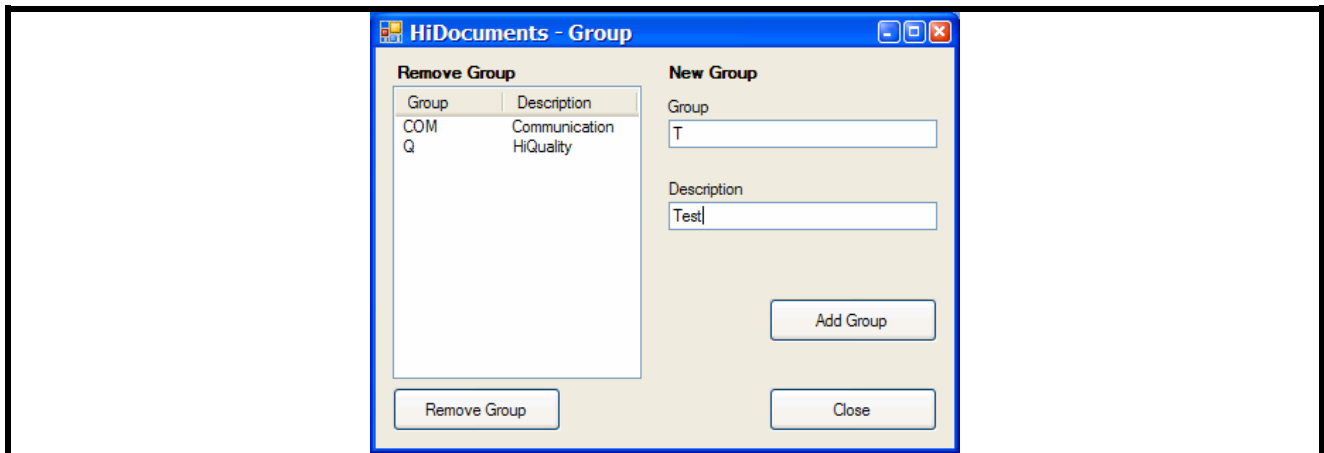 HiDocuments - Group
Remove Group
Group Description
COM Communication
Q HiQuality
Remove Group
New Group
Group
T
Description
Test
Add Group
Close